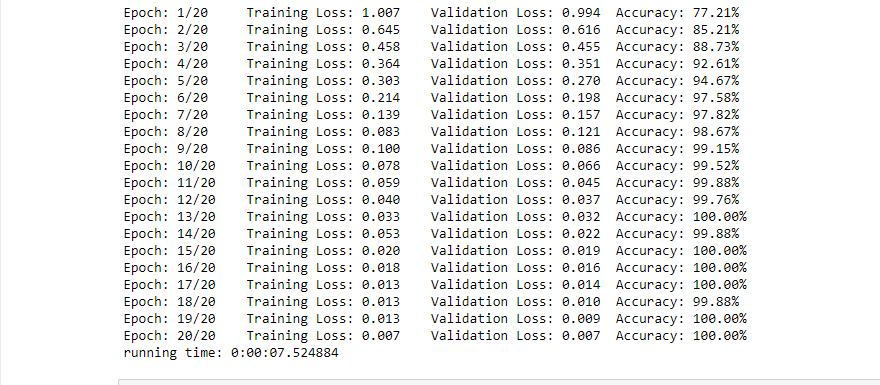 Epoch: 1/20 Training Loss: 1.007 Validation Loss: 0.994 Accuracy: 77.21%
Epoch: 2/20 Training Loss: 0.645 Validation Loss: 0.616 Accuracy: 85.21%
Epoch: 3/20 Training Loss: 0.458 Validation Loss: 0.455 Accuracy: 88.73%
Epoch: 4/20 Training Loss: 0.364 Validation Loss: 0.351 Accuracy: 92.61%
Epoch: 5/20 Training Loss: 0.303 Validation Loss: 0.270 Accuracy: 94.67%
Epoch: 6/20 Training Loss: 0.214 Validation Loss: 0.198 Accuracy: 97.58%
Epoch: 7/20 Training Loss: 0.139 Validation Loss: 0.157 Accuracy: 97.82%
Epoch: 8/20 Training Loss: 0.083 Validation Loss: 0.121 Accuracy: 98.67%
Epoch: 9/20 Training Loss: 0.100 Validation Loss: 0.086 Accuracy: 99.15%
Epoch: 10/20 Training Loss: 0.078 Validation Loss: 0.066 Accuracy: 99.52%
Epoch: 11/20 Training Loss: 0.059 Validation Loss: 0.045 Accuracy: 99.88%
Epoch: 12/20 Training Loss: 0.040 Validation Loss: 0.037 Accuracy: 99.76%
Epoch: 13/20 Training Loss: 0.033 Validation Loss: 0.032 Accuracy: 100.00%
Epoch: 14/20 Training Loss: 0.053 Validation Loss: 0.022 Accuracy: 99.88%
Epoch: 15/20 Training Loss: 0.020 Validation Loss: 0.019 Accuracy: 100.00%
Epoch: 16/20 Training Loss: 0.018 Validation Loss: 0.016 Accuracy: 100.00%
Epoch: 17/20 Training Loss: 0.013 Validation Loss: 0.014 Accuracy: 100.00%
Epoch: 18/20 Training Loss: 0.013 Validation Loss: 0.010 Accuracy: 99.88%
Epoch: 19/20 Training Loss: 0.013 Validation Loss: 0.009 Accuracy: 100.00%
Epoch: 20/20 Training Loss: 0.007 Validation Loss: 0.007 Accuracy: 100.00%
running time: 0:00:07.524884